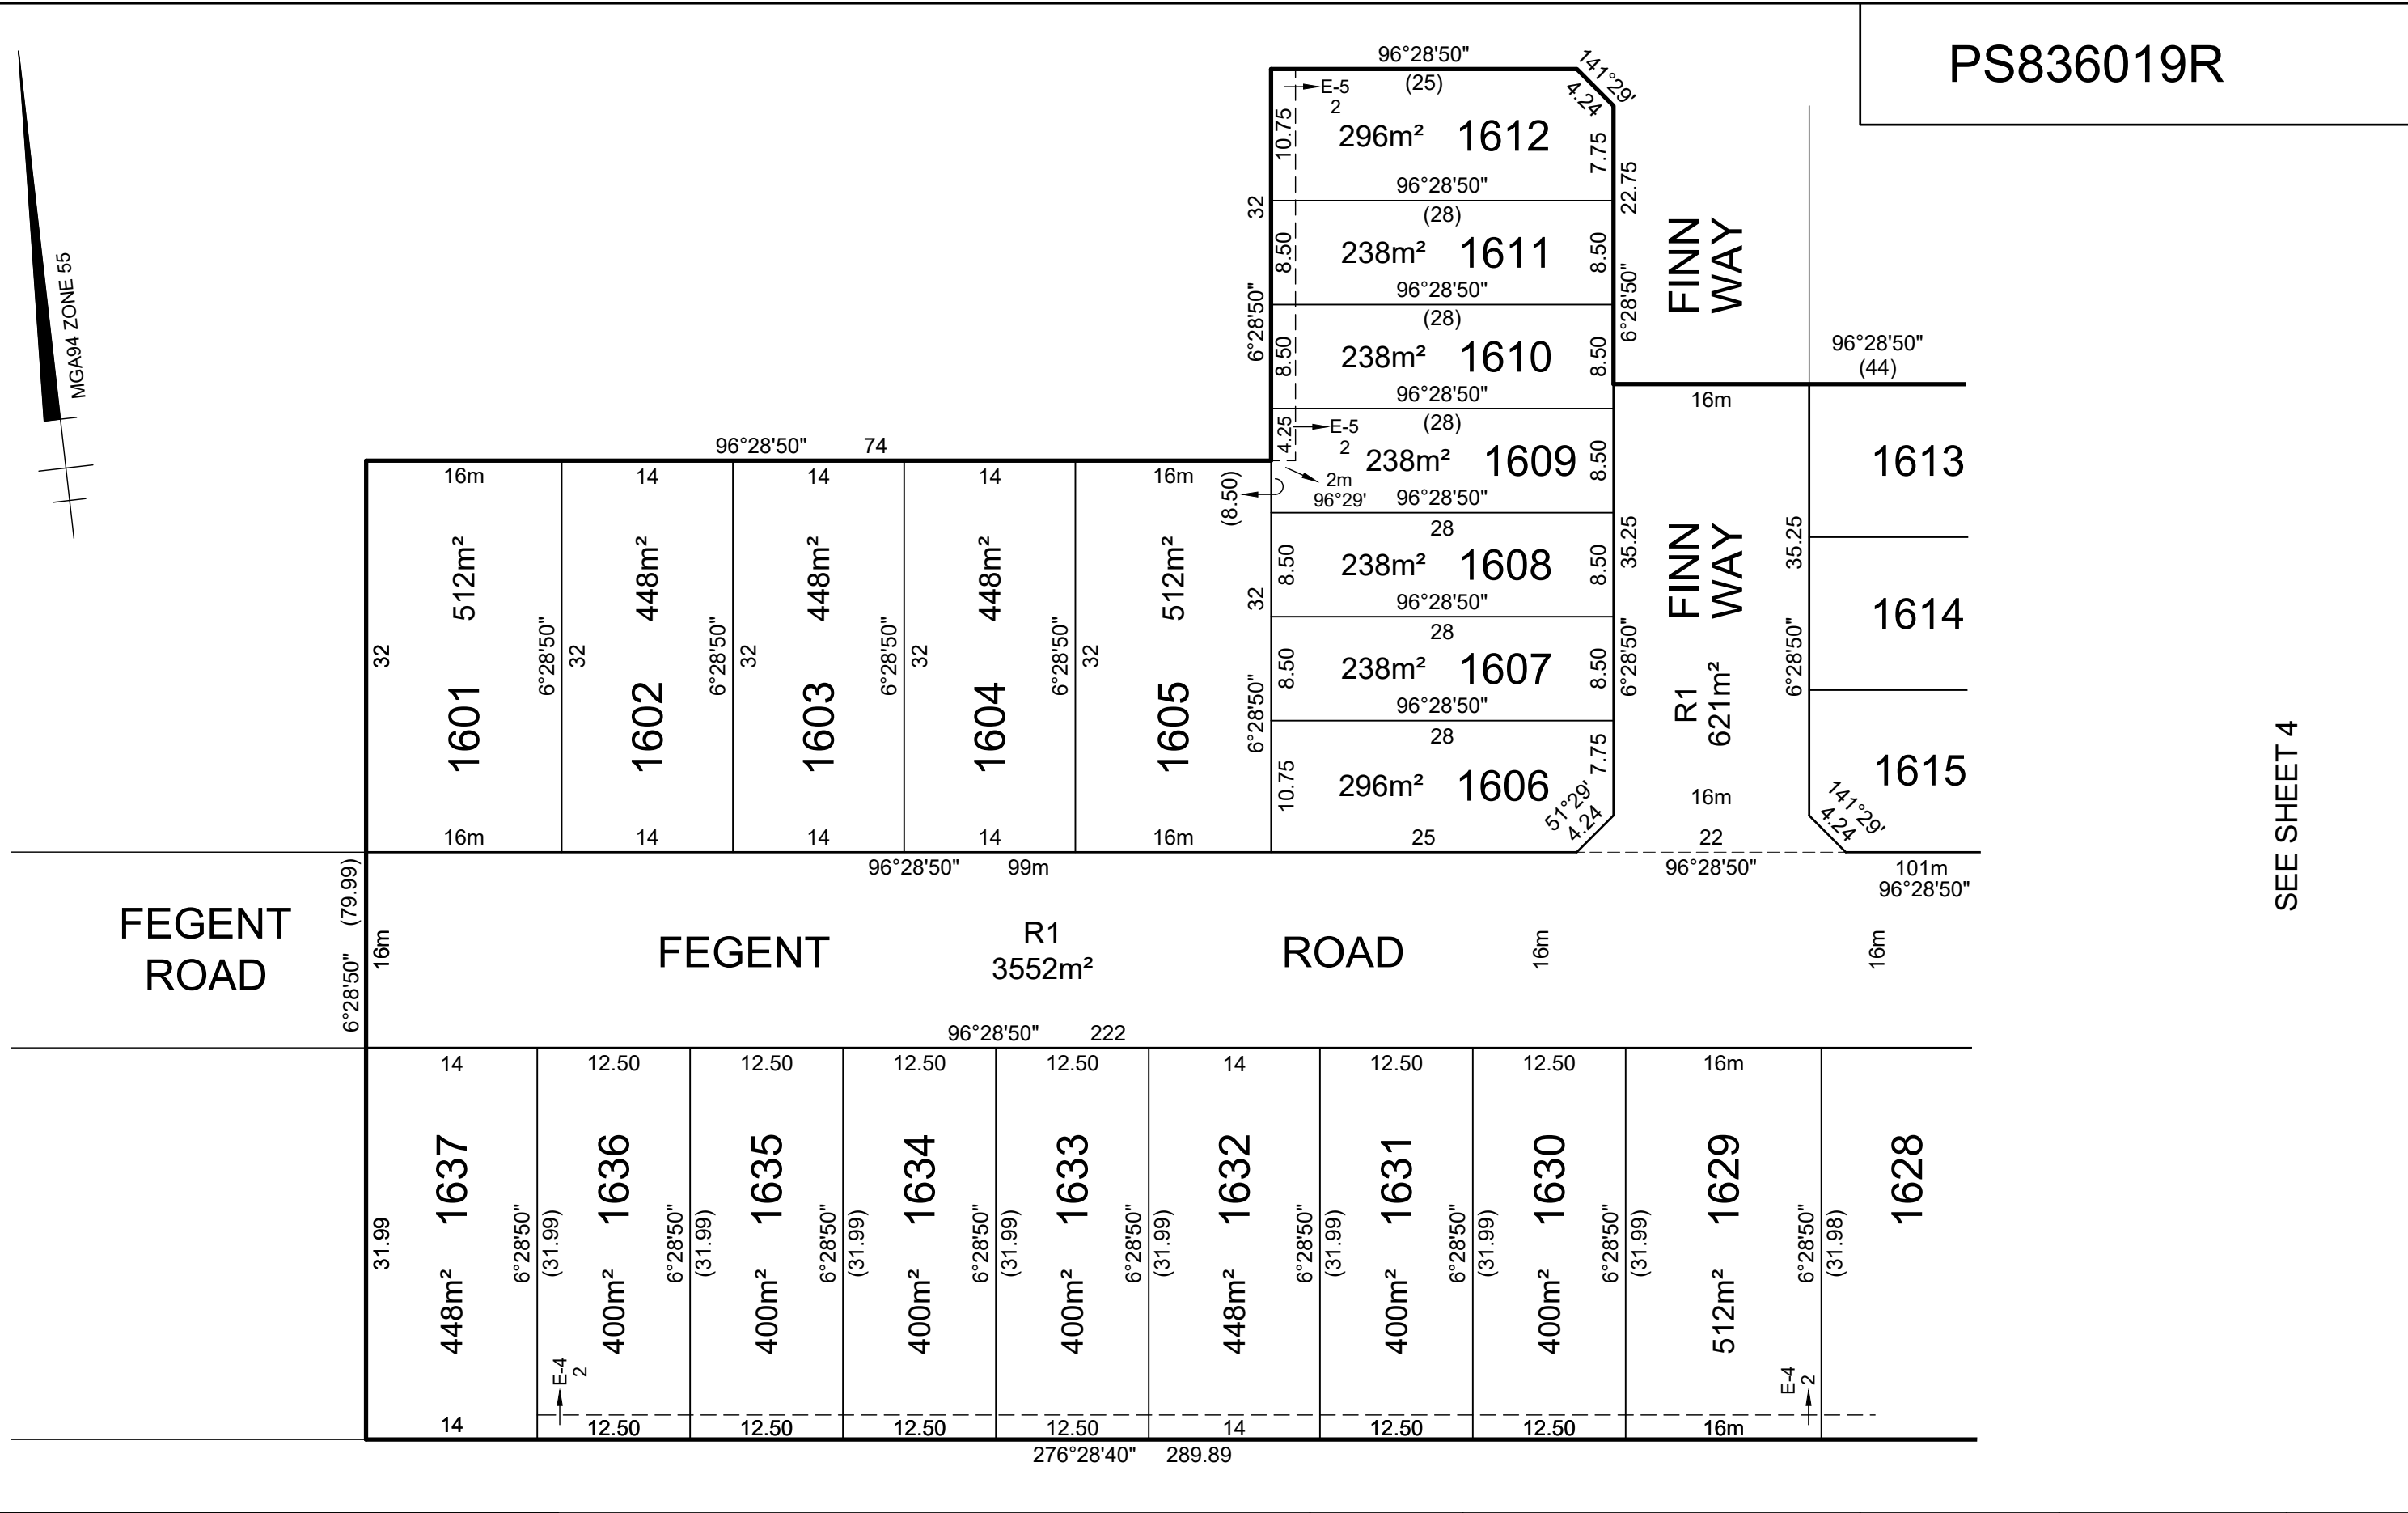 PS836019R
MGA94 ZONE 55
96°28'50"
(25)
141°29'
4.24
E-5
2
10.75
296m² 1612
7.75
22.75
96°28'50"
32
(28)
8.50
238m² 1611
8.50
96°28'50"
6°28'50"
6°28'50"
(28)
8.50
238m² 1610
8.50
96°28'50"
FINN
WAY
96°28'50"
(44)
16m
(28)
4.25
E-5
2
238m² 1609
8.50
2m
96°29'
96°28'50"
(8.50)
28
8.50
238m² 1608
8.50
96°28'50"
32
28
8.50
238m² 1607
8.50
96°28'50"
6°28'50"
28
10.75
296m² 1606
7.75
51°29'
4.24
25
35.25
6°28'50"
FINN
WAY
R1
621m²
16m
22
96°28'50"
35.25
6°28'50"
1613
1614
1615
141°29'
4.24
101m
96°28'50"
SEE SHEET 4
96°28'50" 74
16m
14
14
14
16m
32
1601 512m²
6°28'50"
32
1602 448m²
6°28'50"
32
1603 448m²
6°28'50"
32
1604 448m²
6°28'50"
32
1605 512m²
16m
14
14
14
16m
96°28'50" 99m
FEGENT
ROAD
6°28'50" (79.99)
16m
FEGENT
R1
3552m²
ROAD
16m
16m
96°28'50" 222
14
12.50
12.50
12.50
12.50
14
12.50
12.50
16m
31.99
448m² 1637
6°28'50"
(31.99)
400m² 1636
6°28'50"
(31.99)
400m² 1635
6°28'50"
(31.99)
400m² 1634
6°28'50"
(31.99)
400m² 1633
6°28'50"
(31.99)
448m² 1632
6°28'50"
(31.99)
400m² 1631
6°28'50"
(31.99)
400m² 1630
6°28'50"
(31.99)
512m² 1629
6°28'50"
(31.98)
1628
E-4
2
E-4
2
14
12.50
12.50
12.50
12.50
14
12.50
12.50
16m
276°28'40" 289.89